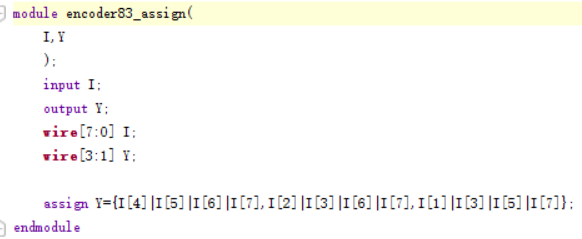 module encoder83_assign(
I,Y
);
input I;
output Y;
wire[7:0] I;
wire[3:1] Y;
assign Y={I[4]|I[5]|I[6]|I[7],I[2]|I[3]|I[6]|I[7],I[1]|I[3]|I[5]|I[7]};
endmodule